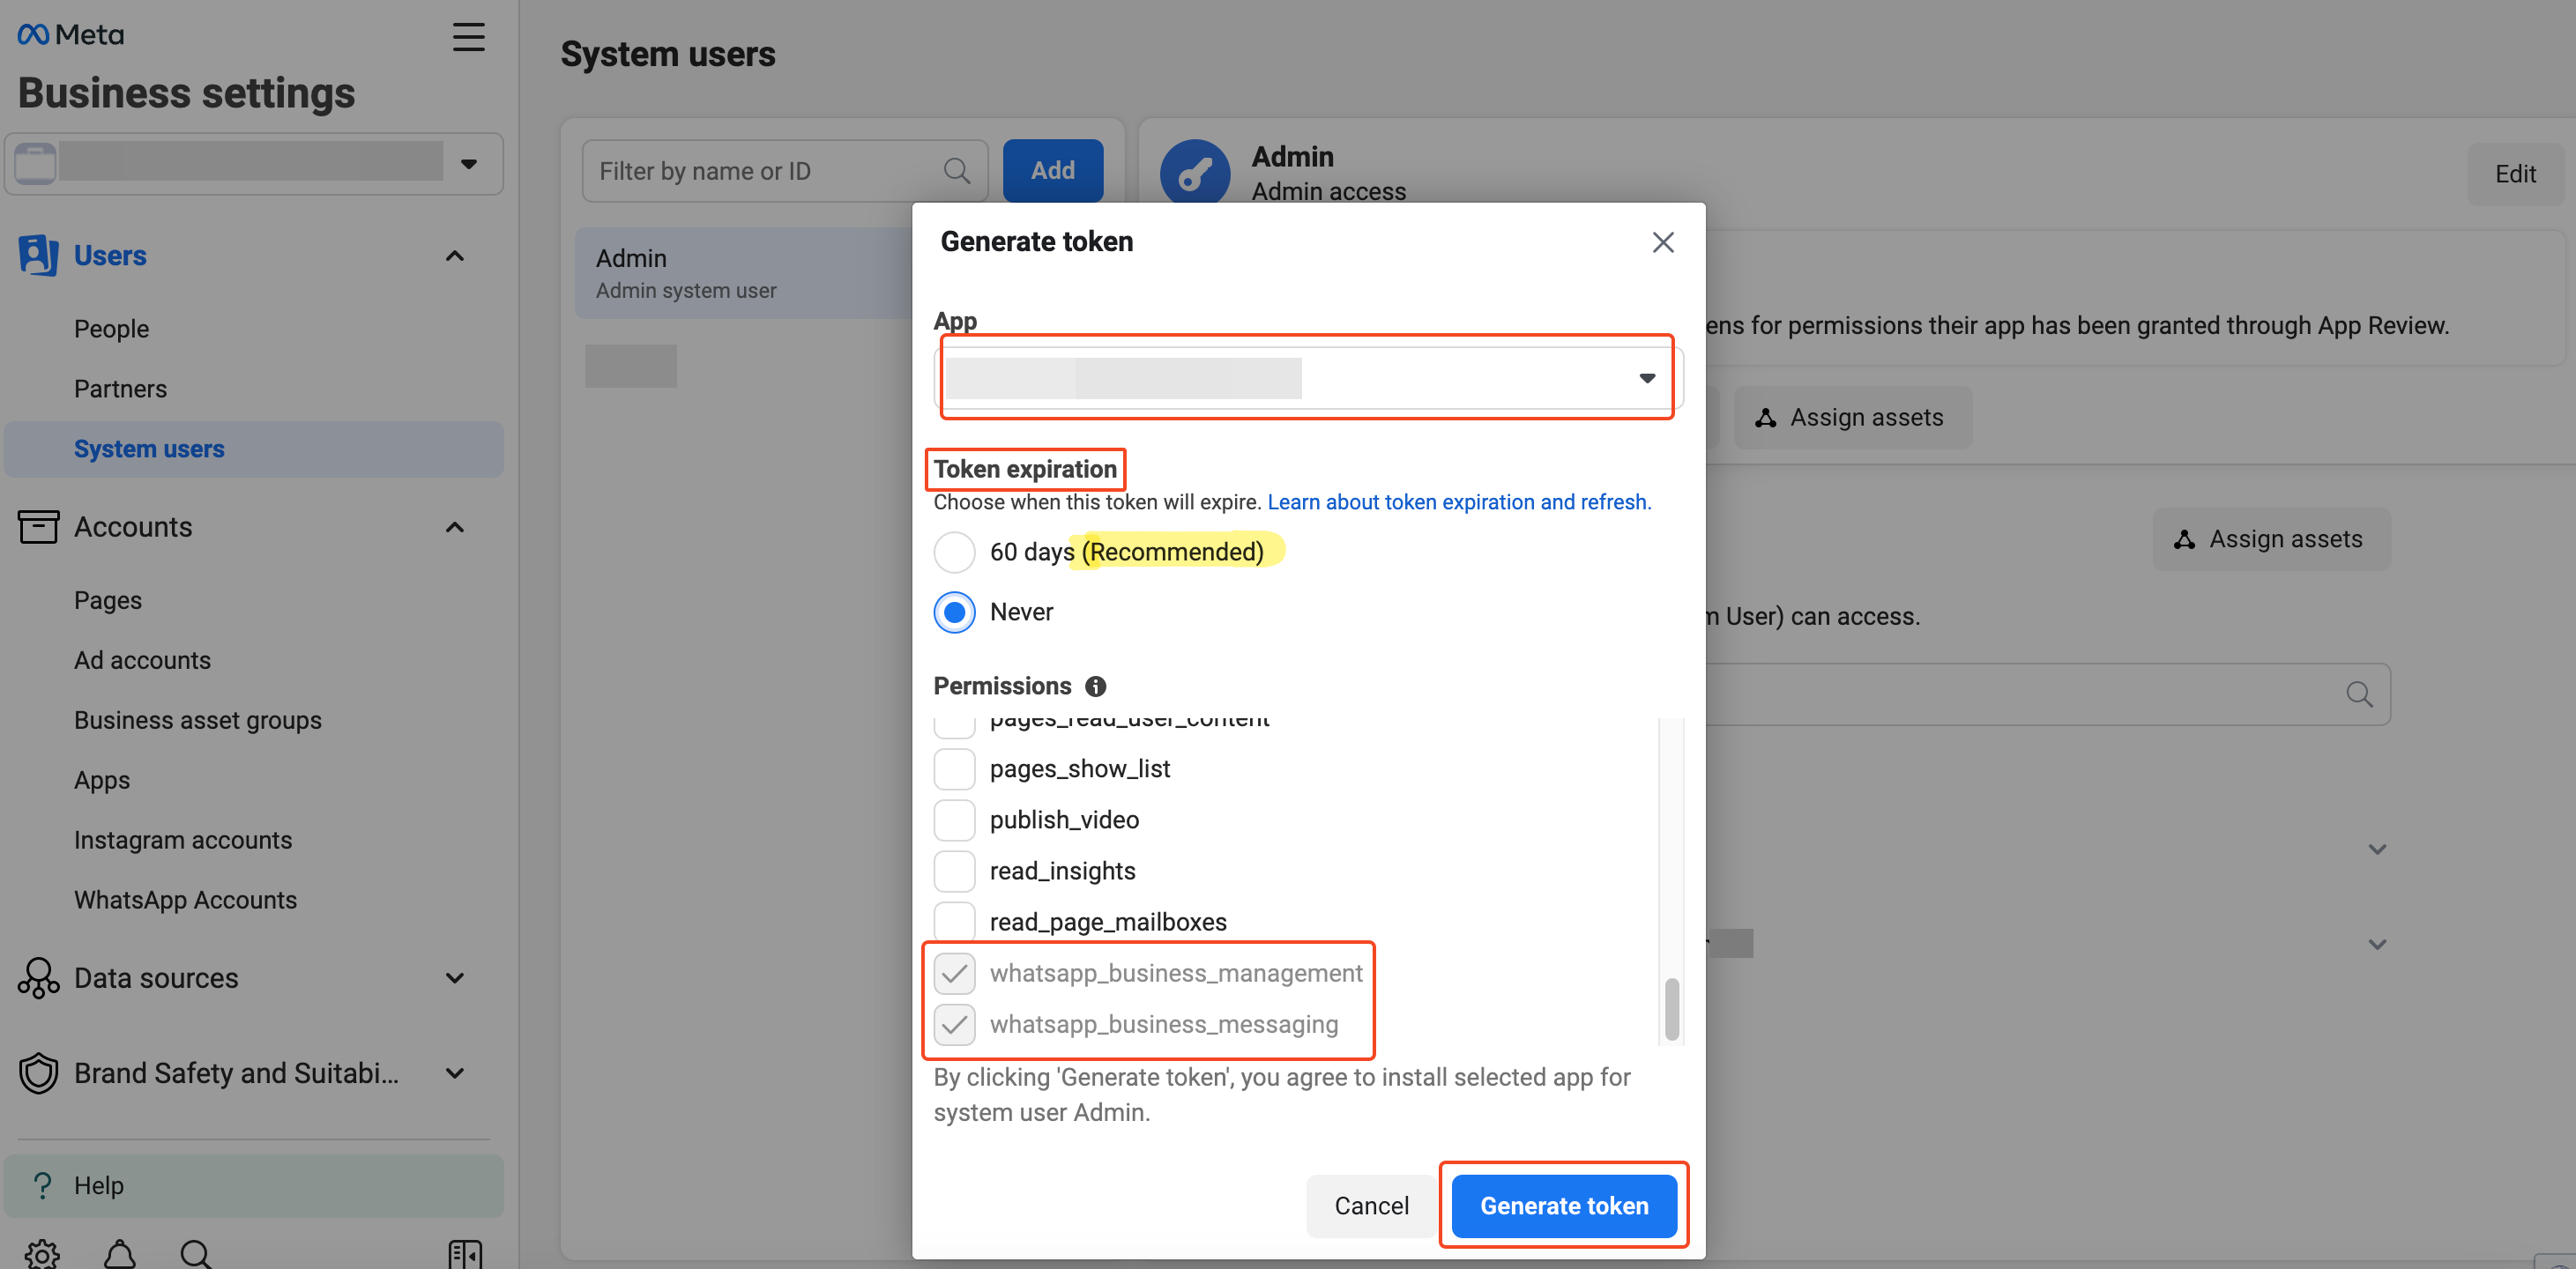 Meta
Business settings
Users
People
Partners
System users
Accounts
Pages
Ad accounts
Business asset groups
Apps
Instagram accounts
WhatsApp Accounts
Data sources
Brand Safety and Suitabi...
? Help
System users
Filter by name or ID
Add
Admin
Admin system user
Admin
Admin access
Edit
ens for permissions their app has been granted through App Review.
Assign assets
Assign assets
User) can access.
Generate token
App
Token expiration
Choose when this token will expire. Learn about token expiration and refresh.
60 days (Recommended)
Never
Permissions
pages_read_user_content
pages_show_list
publish_video
read_insights
read_page_mailboxes
whatsapp_business_management
whatsapp_business_messaging
By clicking 'Generate token', you agree to install selected app for
system user Admin.
Cancel
Generate token